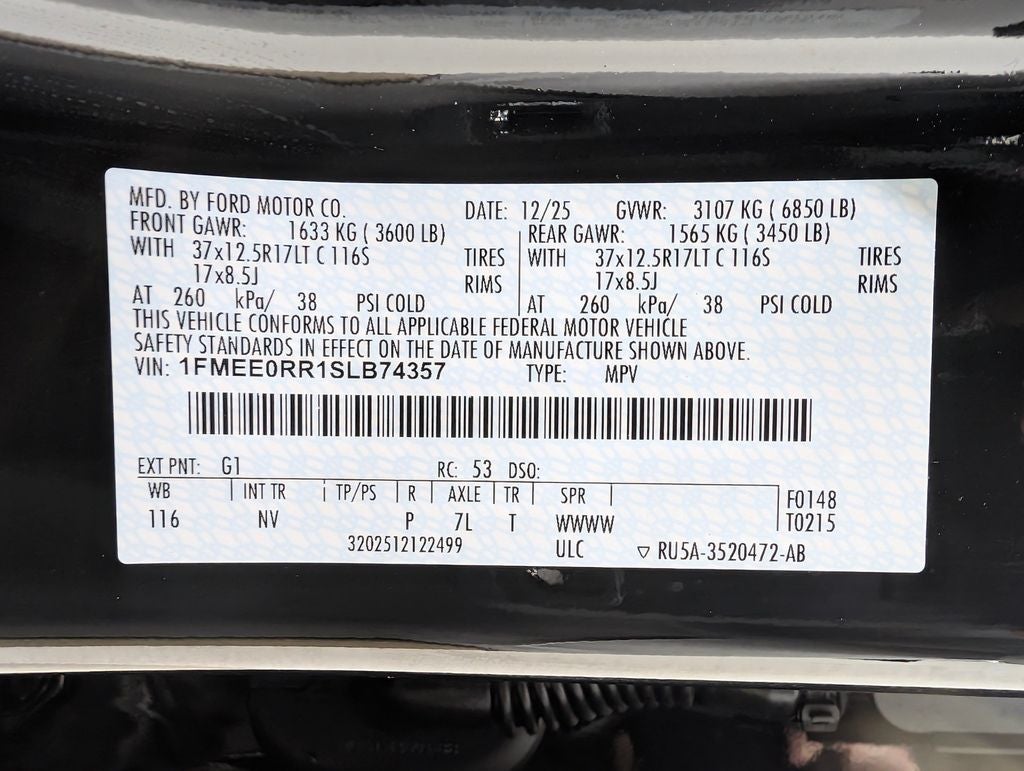 MFD. BY FORD MOTOR CO. DATE: 12/25 GVWR: 3107 KG ( 6850 LB)
FRONT GAWR: 1633 KG ( 3600 LB) REAR GAWR: 1565 KG ( 3450 LB)
WITH 37x12.5R17LT C 116S TIRES WITH 37x12.5R17LT C 116S TIRES
17x8.5J RIMS 17x8.5J RIMS
AT 260 kPa/ 38 PSI COLD AT 260 kPa/ 38 PSI COLD
THIS VEHICLE CONFORMS TO ALL APPLICABLE FEDERAL MOTOR VEHICLE
SAFETY STANDARDS IN EFFECT ON THE DATE OF MANUFACTURE SHOWN ABOVE.
VIN: 1FMEE0RR1SLB74357 TYPE: MPV
EXT PNT: G1 RC: 53 DSO:
WB INT TR TP/PS R AXLE TR SPR F0148
116 NV P 7L T WWWW T0215
3202512122499 ULC ▽ RU5A-3520472-AB